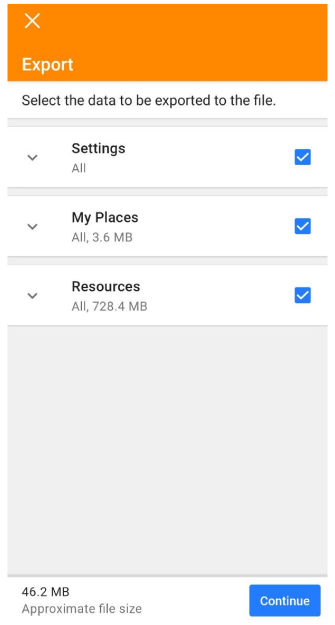 Export
Select the data to be exported to the file.
Settings
All
My Places
All, 3.6 MB
Resources
All, 728.4 MB
46.2 MB
Approximate file size
Continue